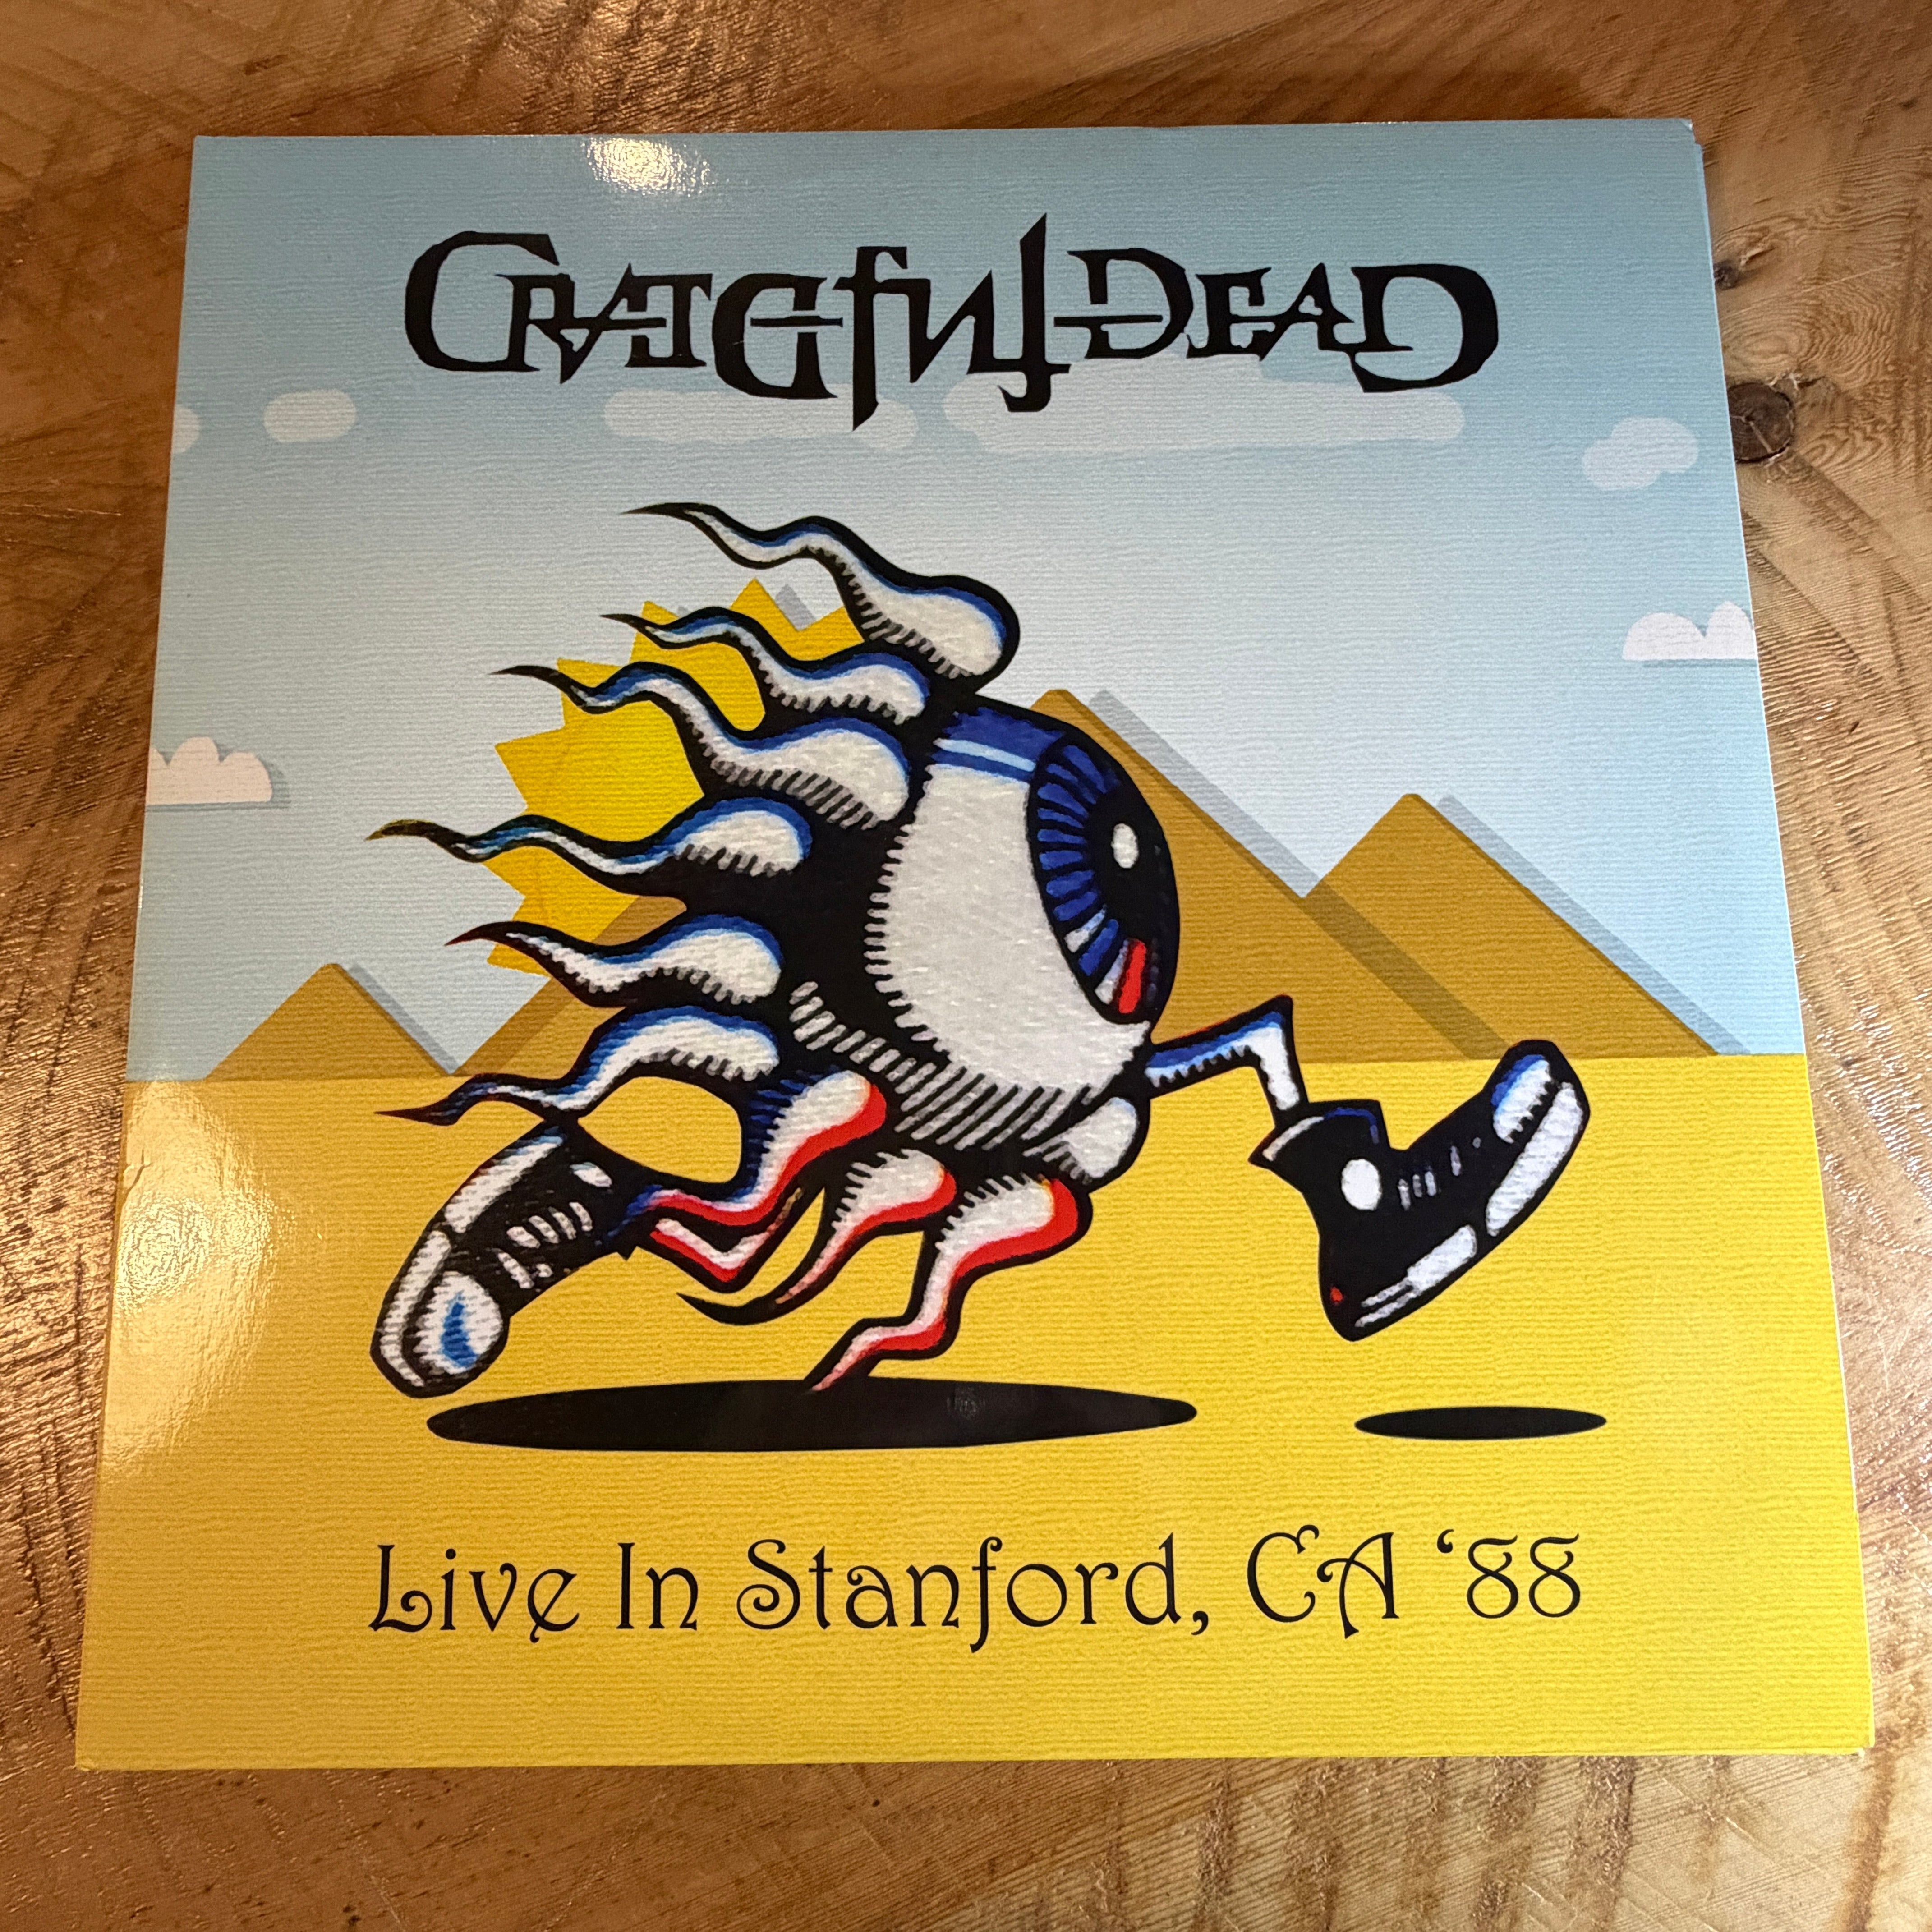 GRATEFUL DEAD
Live In Stanford, CA ‘88